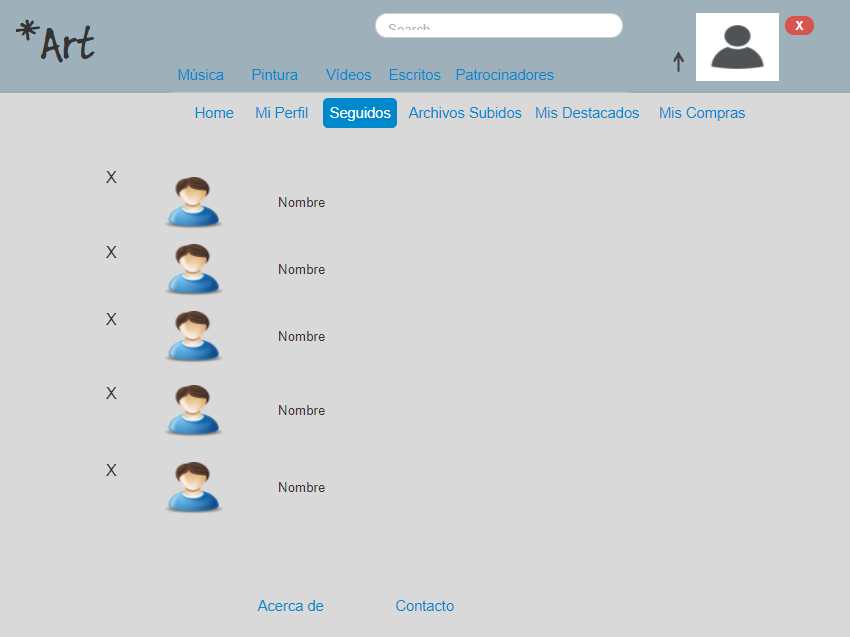 *Art
Search
X
Música Pintura Vídeos Escritos Patrocinadores
Home Mi Perfil Seguidos Archivos Subidos Mis Destacados Mis Compras
X
Nombre
X
Nombre
X
Nombre
X
Nombre
X
Nombre
Acerca de Contacto